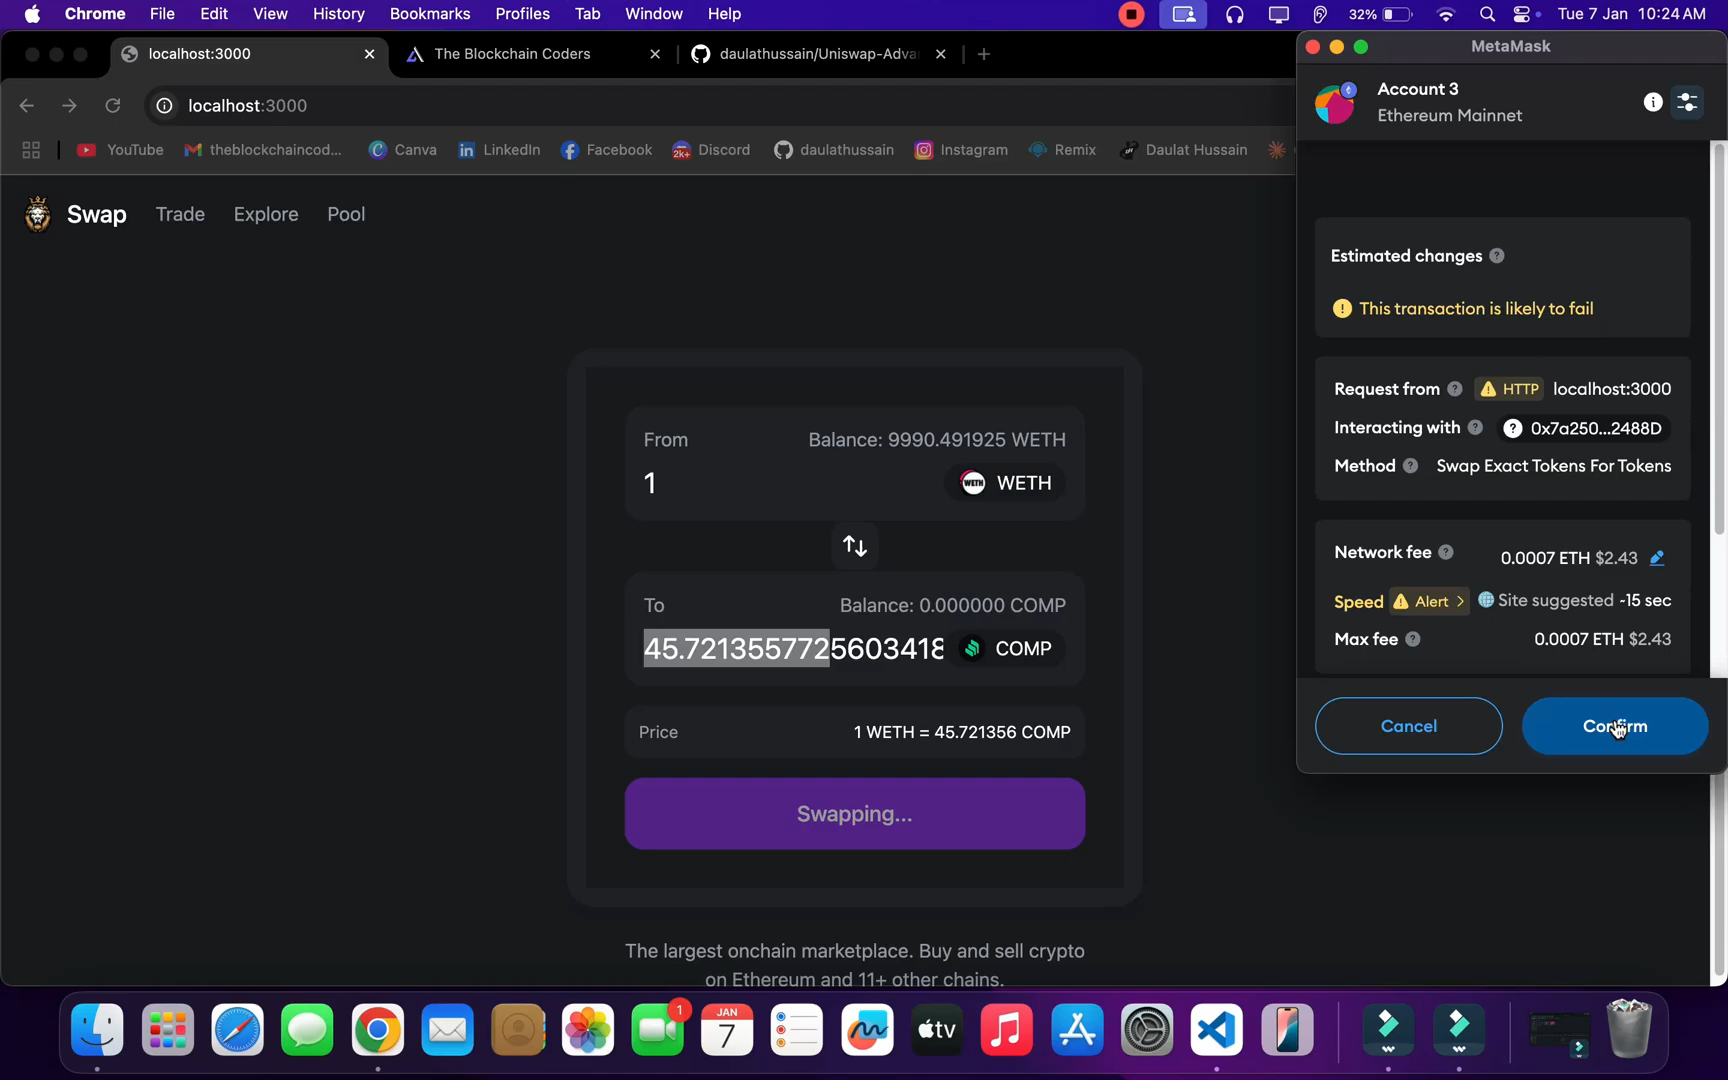 Chrome File Edit View History Bookmarks Profiles Tab Window Help 32% Tue 7 Jan 10:24 AM
localhost:3000 The Blockchain Coders daulathussain/Uniswap-Adva
localhost:3000
YouTube theblockchaincod... Canva LinkedIn Facebook 2k+ Discord daulathussain Instagram Remix Daulat Hussain
Swap Trade Explore Pool
From Balance: 9990.491925 WETH
1 WETH WETH
To Balance: 0.000000 COMP
45.7213557725603418 COMP
Price 1 WETH = 45.721356 COMP
Swapping...
The largest onchain marketplace. Buy and sell crypto
on Ethereum and 11+ other chains.
MetaMask
Account 3
Ethereum Mainnet
Estimated changes
This transaction is likely to fail
Request from HTTP localhost:3000
Interacting with 0x7a250...2488D
Method Swap Exact Tokens For Tokens
Network fee 0.0007 ETH $2.43
Speed Alert > Site suggested ~15 sec
Max fee 0.0007 ETH $2.43
Cancel Confirm
1 JAN 7 tv